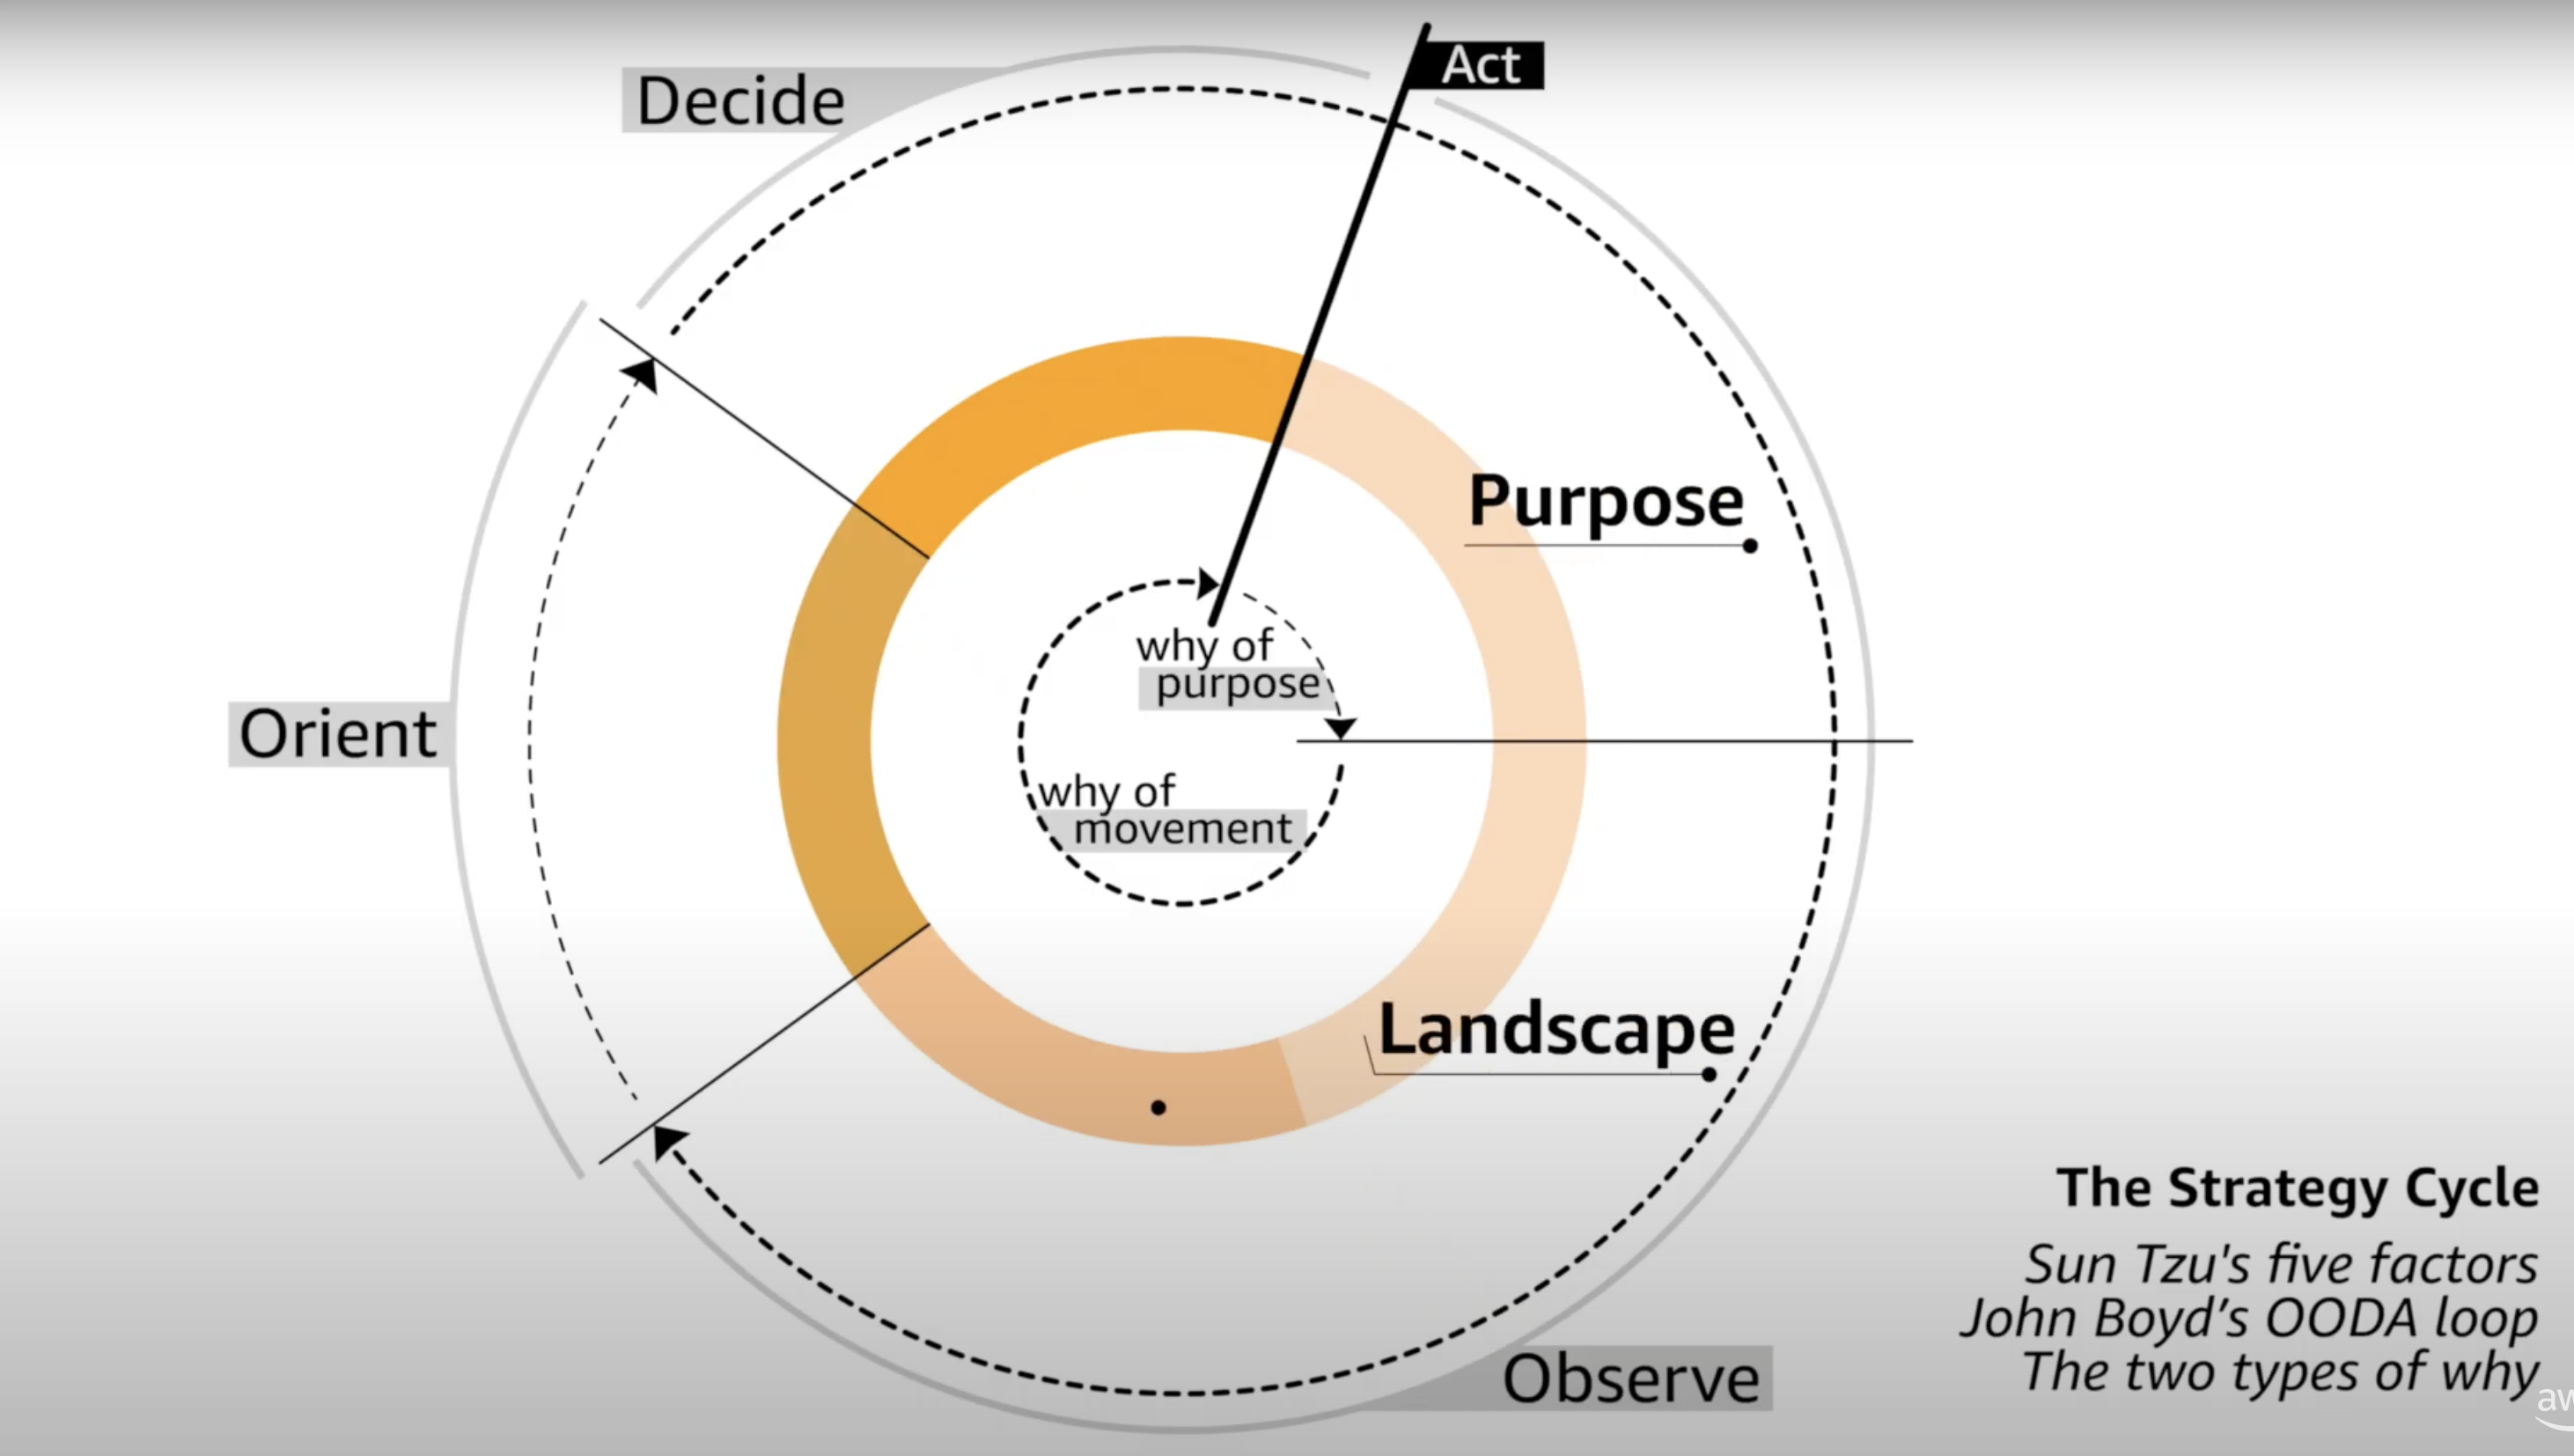 Decide
Act
Purpose
why of
purpose
Orient
why of
movement
Landscape
The Strategy Cycle
Sun Tzu's five factors
John Boyd’s OODA loop
The two types of why
Observe